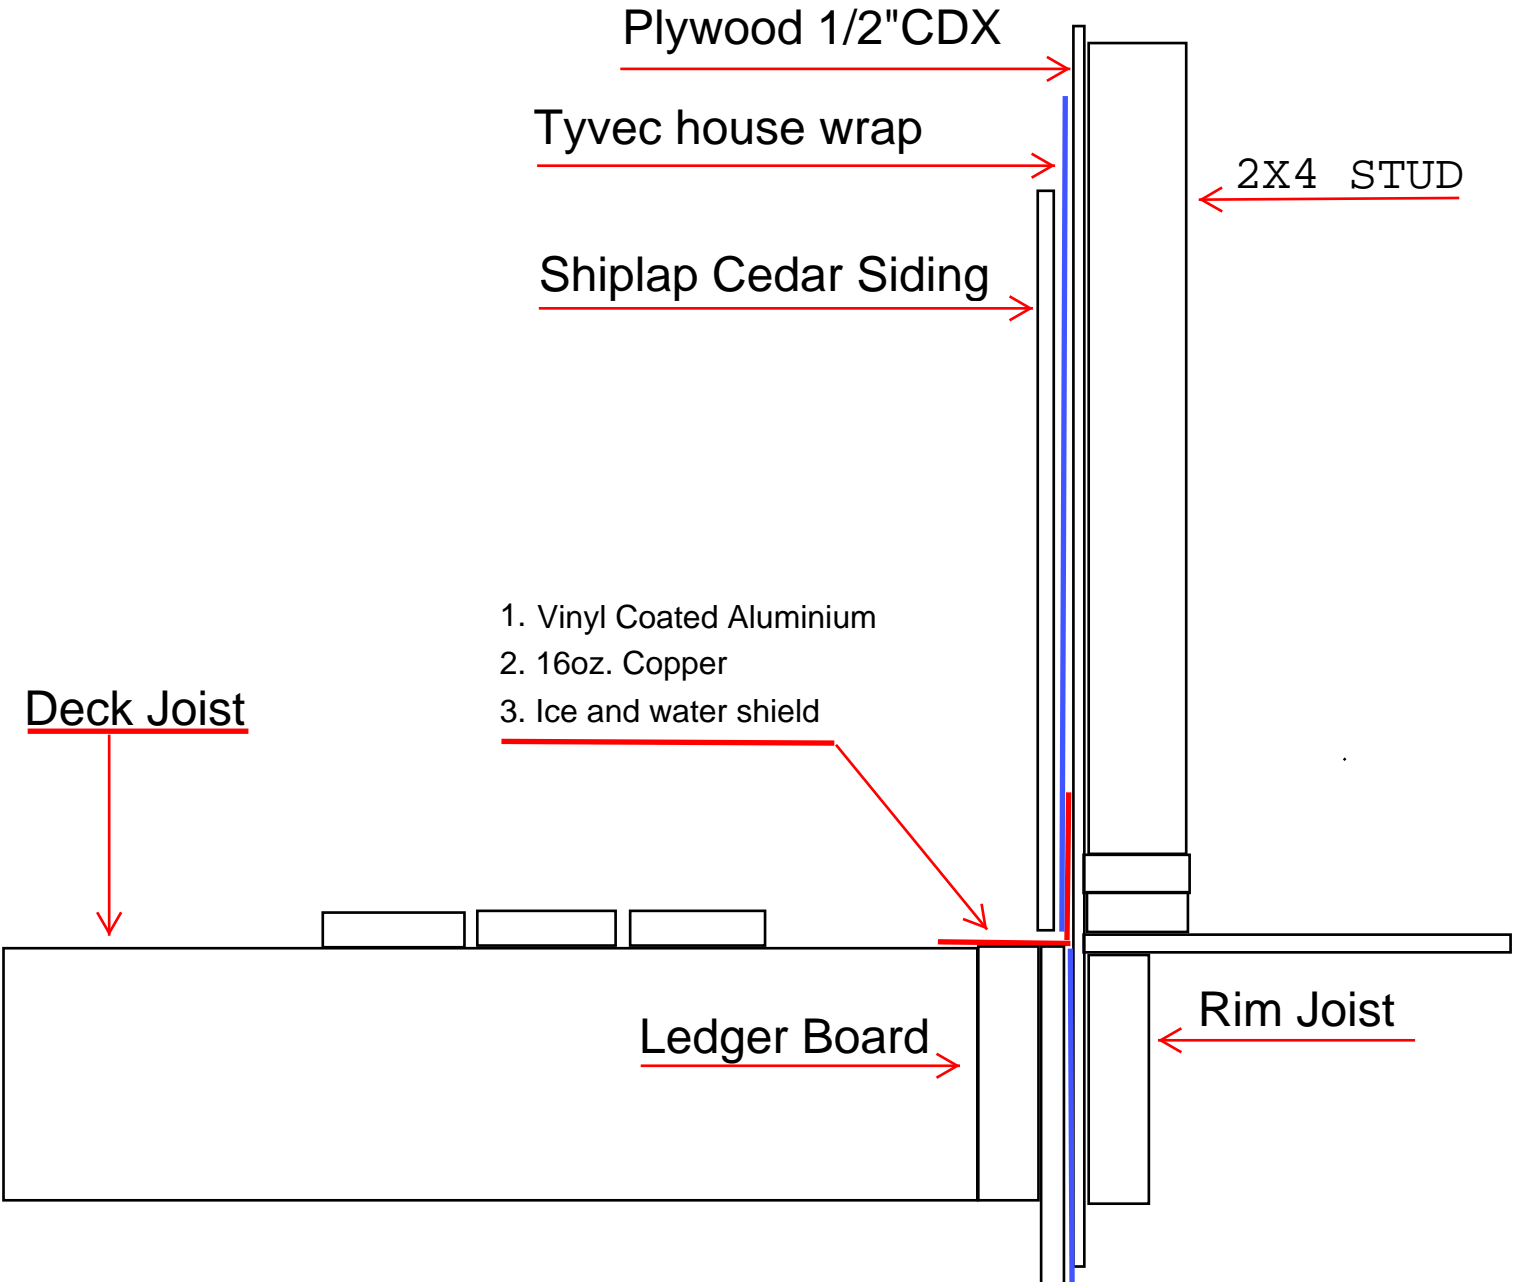 Plywood 1/2"CDX
Tyvec house wrap
2X4 STUD
Shiplap Cedar Siding
1. Vinyl Coated Aluminium
2. 16oz. Copper
3. Ice and water shield
Deck Joist
Ledger Board
Rim Joist